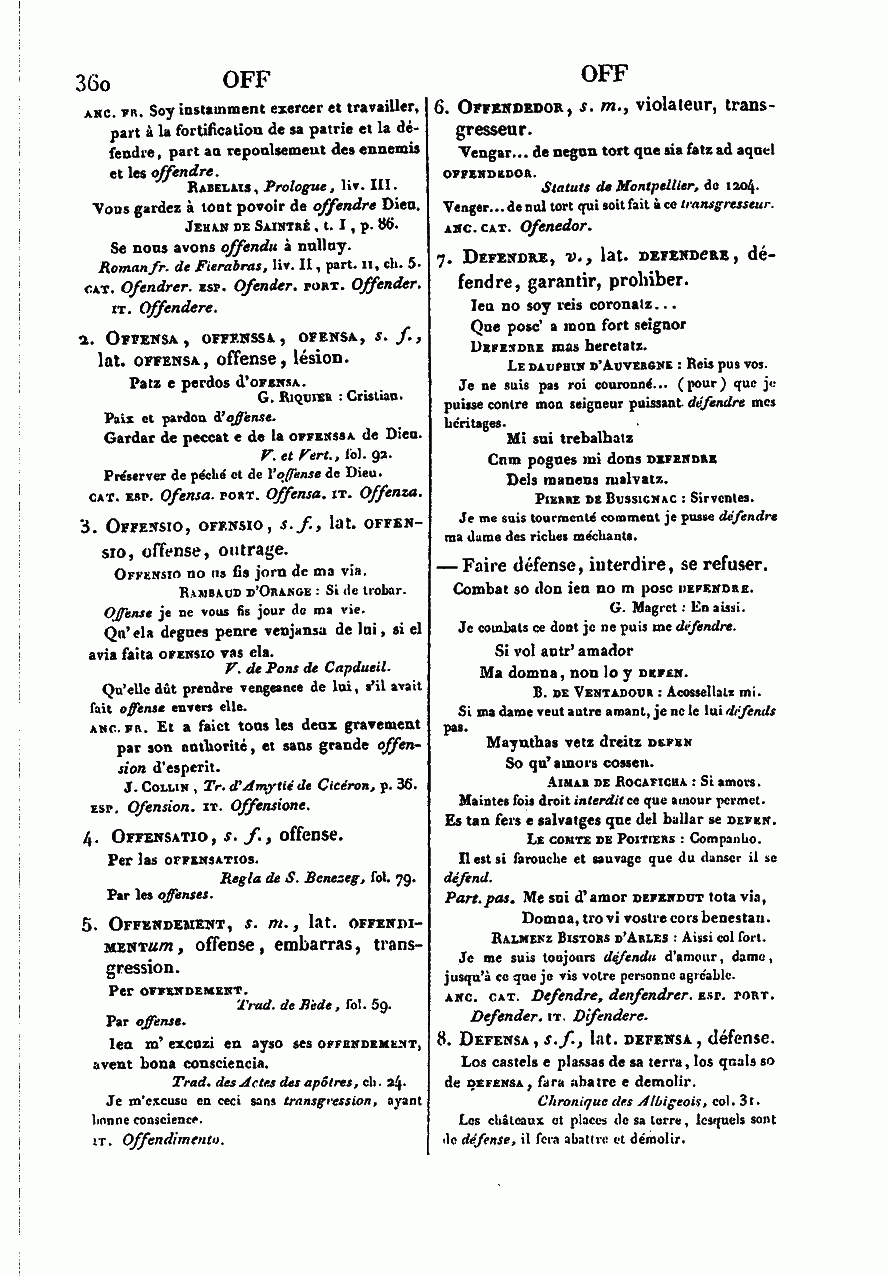 360 OFF
OFF
ANC. FR. Soy instamment exercer et travailler,
part à la fortification de sa patrie et la dé-
fendre, part au repoulsement des ennemis
et les offendre.
RABELAIS, Prologue, liv. III.
Vous gardez à tout povoir de offendre Dieu.
JEHAN DE SAINTRÉ, t. I, p. 86.
Se nous avons offendu à nulluy.
Roman fr. de Fierabras, liv. II, part. II, ch. 5.
CAT. Ofendrer. ESP. Ofender. PORT. Offender.
IT. Offendere.
2. OFFENSA, OFFENSSA, OFENSA, s. f.,
lat. OFFENSA, offense, lésion.
Patz e perdos d'OFENSA.
G. RIQUIER : Cristian.
Paix et pardon d'offense.
Gardar de peccat e de la OFFENSSA de Dieu.
V. et Vert., fol. 92.
Préserver de péché et de l'offense de Dieu.
CAT. ESP. Ofensa. PORT. Offensa. IT. Offenza.
3. OFFENSIO, OFENSIO, s. f., lat. OFFEN-
SIO, offense, outrage.
OFFENSIO no us fis jorn de ma via.
RAMBAUD D'ORANGE : Si de trobar.
Offense je ne vous fis jour de ma vie.
Qu'ela degues penre venjansa de lui, si el
avia faita OFENSIO vas ela.
V. de Pons de Capdueil.
Qu'elle dût prendre vengeance de lui, s'il avait
fait offense envers elle.
ANC. FR. Et a faict tous les deux gravement
par son authorité, et sans grande offen-
sion d'esperit.
J. COLLIN, Tr. d'Amytié de Cicéron, p. 36.
ESP. Ofension. IT. Offensione.
4. OFFENSATIO, s. f., offense.
Per las OFFENSATIOS.
Regla de S. Benezeg, fol. 79.
Par les offenses.
5. OFFENDEMENT, s. m., lat. OFFENDI-
MENTum, offense, embarras, trans-
gression.
Per OFFENDEMENT.
Trad. de Bède, fol. 59.
Par offense.
Ieu m'excuzi en ayso ses OFFENDEMENT,
avent bona consciencia.
Trad. des Actes des apôtres, ch. 24.
Je m'excuse en ceci sans transgression, ayant
bonne conscience.
IT. Offendimento.
6. OFFENDEDOR, s. m., violateur, trans-
gresseur.
Vengar... de negun tort que sia fatz ad aquel
OFFENDEDOR.
Statuts de Montpellier, de 1204.
Venger... de nul tort qui soit fait à ce transgresseur.
ANC. CAT. Ofenedor.
7. DEFENDRE, v., lat. DEFENDeRE, dé-
fendre, garantir, prohiber.
Ieu no soy reis coronatz...
Que posc' a mon fort seignor
DEFENDRE mas heretatz.
LE DAUPHIN D'AUVERGNE : Reis pus vos.
Je ne suis pas roi couronné... (pour) que je
puisse contre mon seigneur puissant défendre mes
héritages.
Mi sui trebalhatz
Cum pogues mi dons DEFENDRE
Dels manens malvatz.
PIERRE DE BUSSIGNAC : Sirventes.
Je me suis tourmenté comment je pusse défendre
ma dame des riches méchants.
— Faire défense, interdire, se refuser.
Combat so don ieu no m posc DEFENDRE.
G. Magret : En aissi.
Je combats ce dont je ne puis me défendre.
Si vol autr' amador
Ma domna, non lo y DEFEN.
B. DE VENTADOUR : Acossellatz mi.
Si ma dame veut autre amant, je ne le lui défends
pas.
Maynthas vetz dreitz DEFEN
So qu' amors cossen.
AIMAR DE ROCAFICHA : Si amors.
Maintes fois droit interdit ce que amour permet.
Es tan fers e salvatges que del ballar se DEFEN.
LE COMTE DE POITIERS : Companho.
Il est si farouche et sauvage que du danser il se
défend.
Part. pas. Me sui d'amor DEFENDUT tota via,
Domna, tro vi vostre cors benestan.
RALMENZ BISTORS D'ARLES : Aissi col fort.
Je me suis toujours défendu d'amour, dame,
jusqu'à ce que je vis votre personne agréable.
ANC. CAT. Defendre, denfendrer. ESP. PORT.
Defender. IT. Difendere.
8. DEFENSA, s. f., lat. DEFENSA, défense.
Los castels e plassas de sa terra, los quals so
de DEFENSA, fara abatre e demolir.
Chronique des Albigeois, col. 31.
Les châteaux et places de sa terre, lesquels sont
de défense, il fera abattre et démolir.